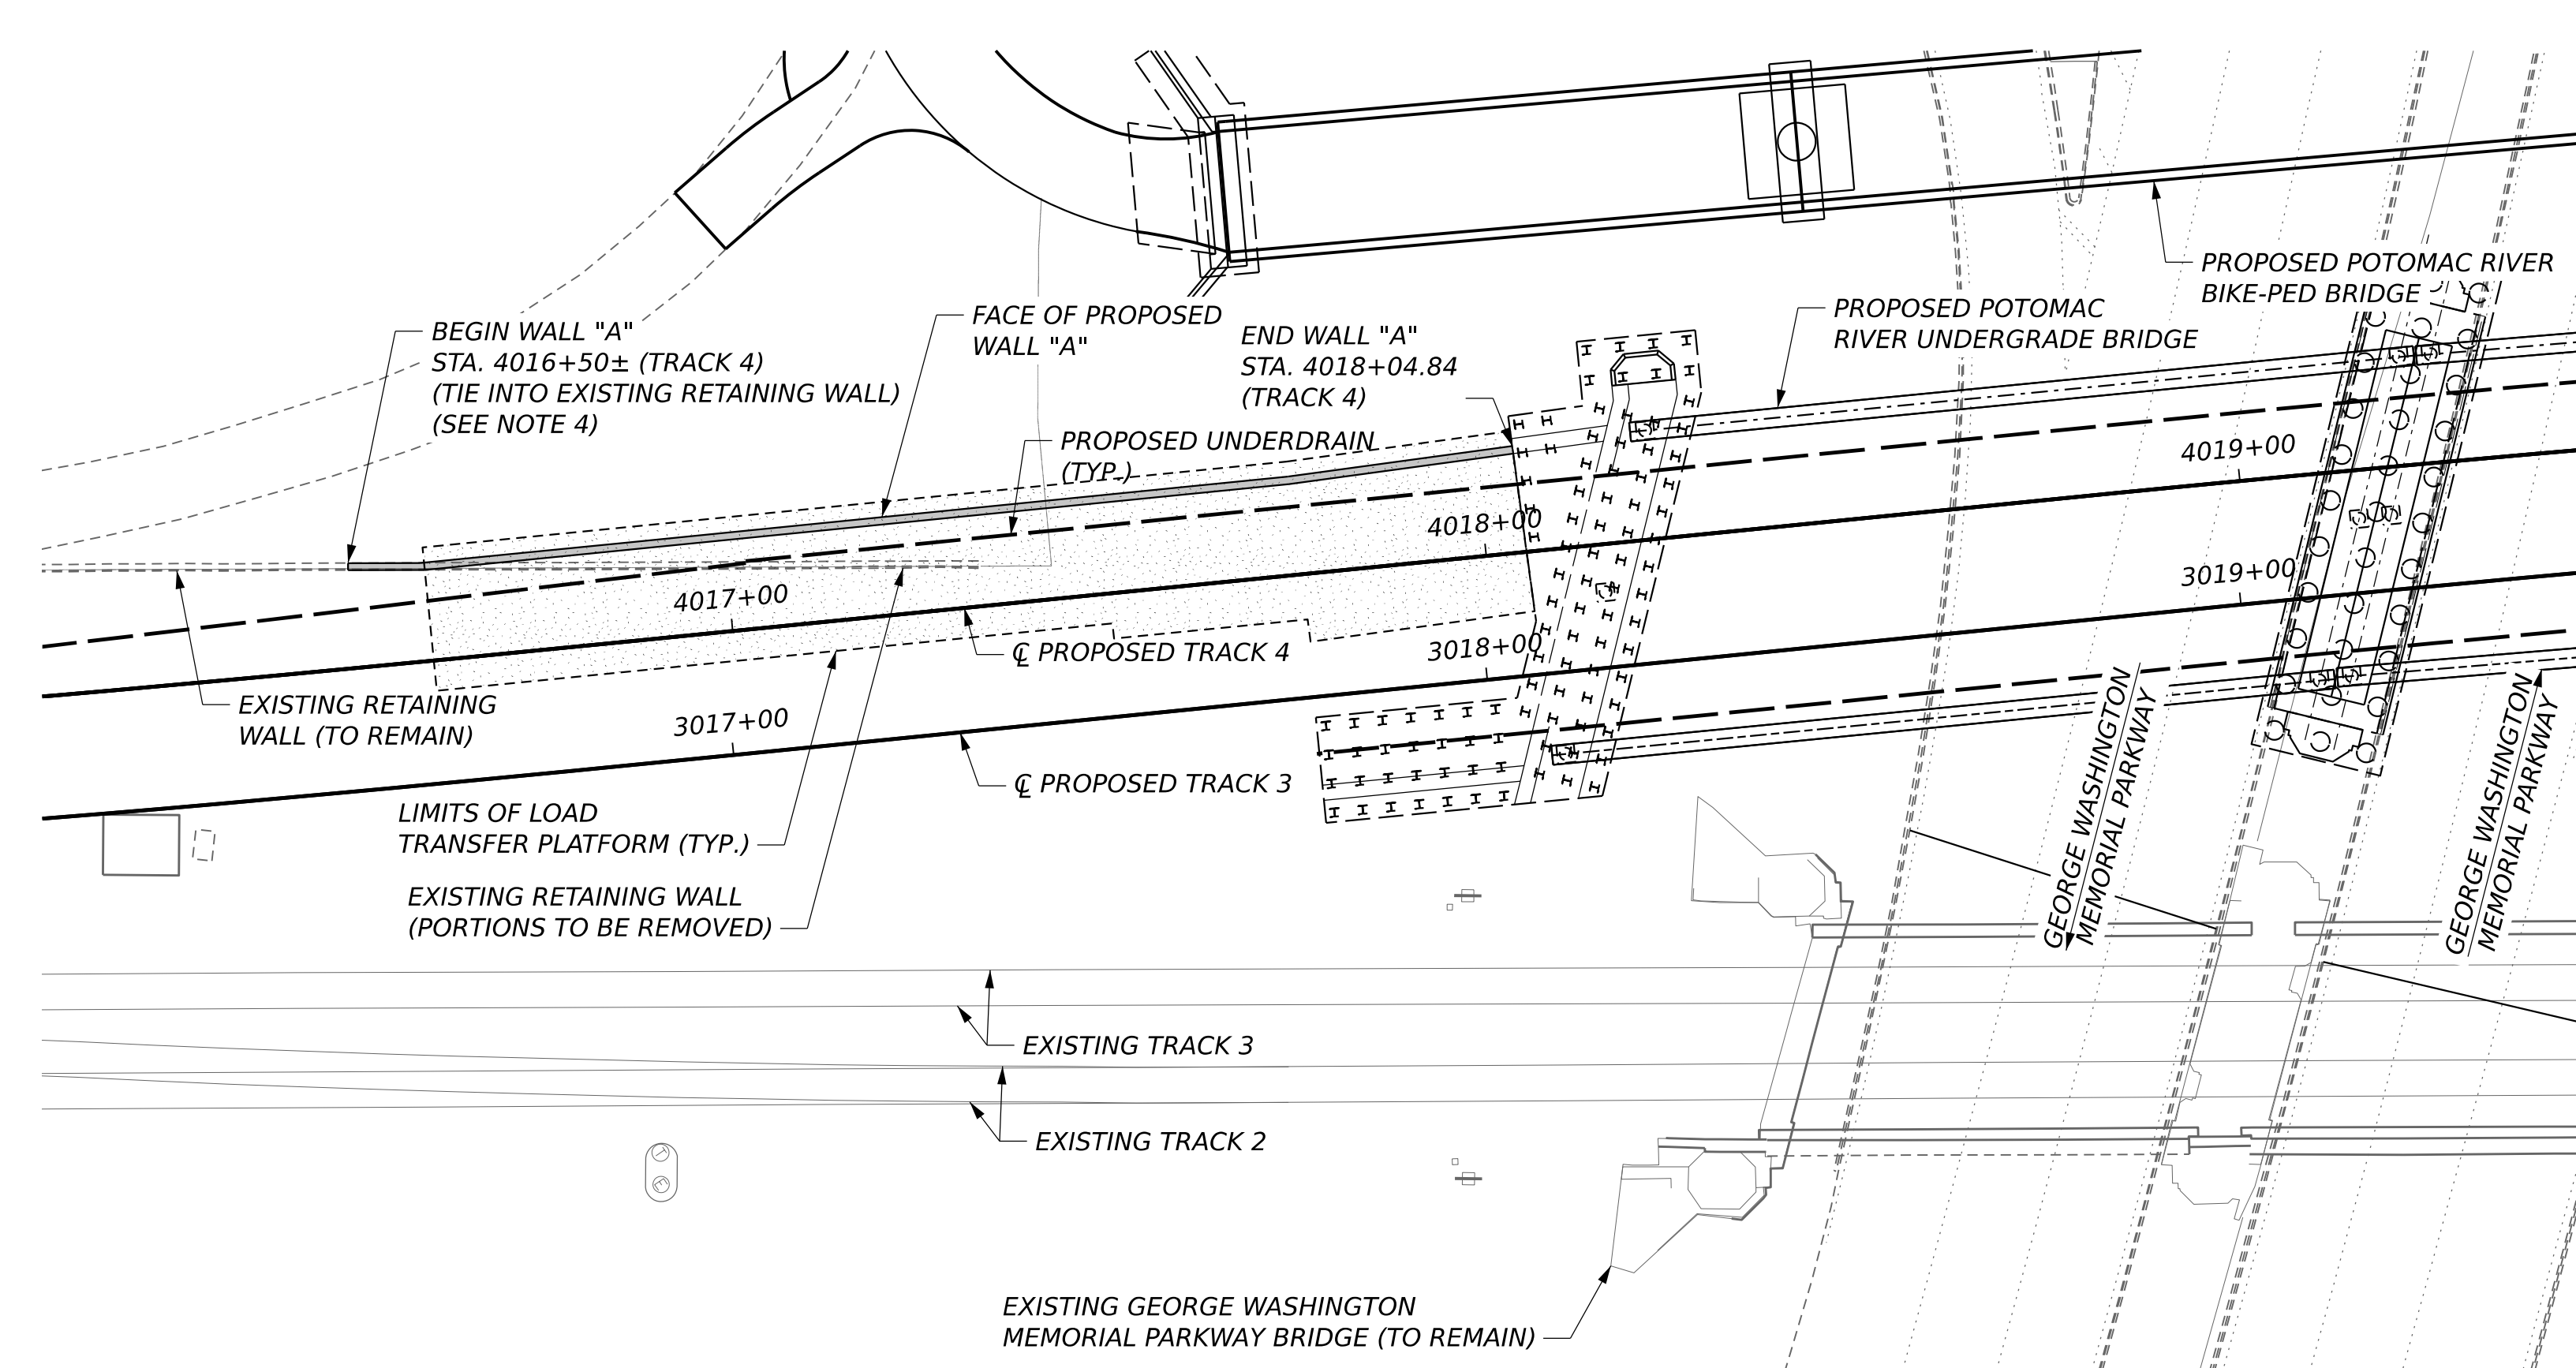 PROPOSED POTOMAC RIVER
BIKE-PED BRIDGE
PROPOSED POTOMAC
RIVER UNDERGRADE BRIDGE
FACE OF PROPOSED
WALL "A"
BEGIN WALL "A"
STA. 4016+50± (TRACK 4)
(TIE INTO EXISTING RETAINING WALL)
(SEE NOTE 4)
END WALL "A"
STA. 4018+04.84
(TRACK 4)
PROPOSED UNDERDRAIN
(TYP.)
4019+00
4018+00
4017+00
3019+00
3018+00
3017+00
℄ PROPOSED TRACK 4
EXISTING RETAINING
WALL (TO REMAIN)
℄ PROPOSED TRACK 3
LIMITS OF LOAD
TRANSFER PLATFORM (TYP.)
EXISTING RETAINING WALL
(PORTIONS TO BE REMOVED)
GEORGE WASHINGTON
MEMORIAL PARKWAY
GEORGE WASHINGTON
MEMORIAL PARKWAY
EXISTING TRACK 3
EXISTING TRACK 2
EXISTING GEORGE WASHINGTON
MEMORIAL PARKWAY BRIDGE (TO REMAIN)